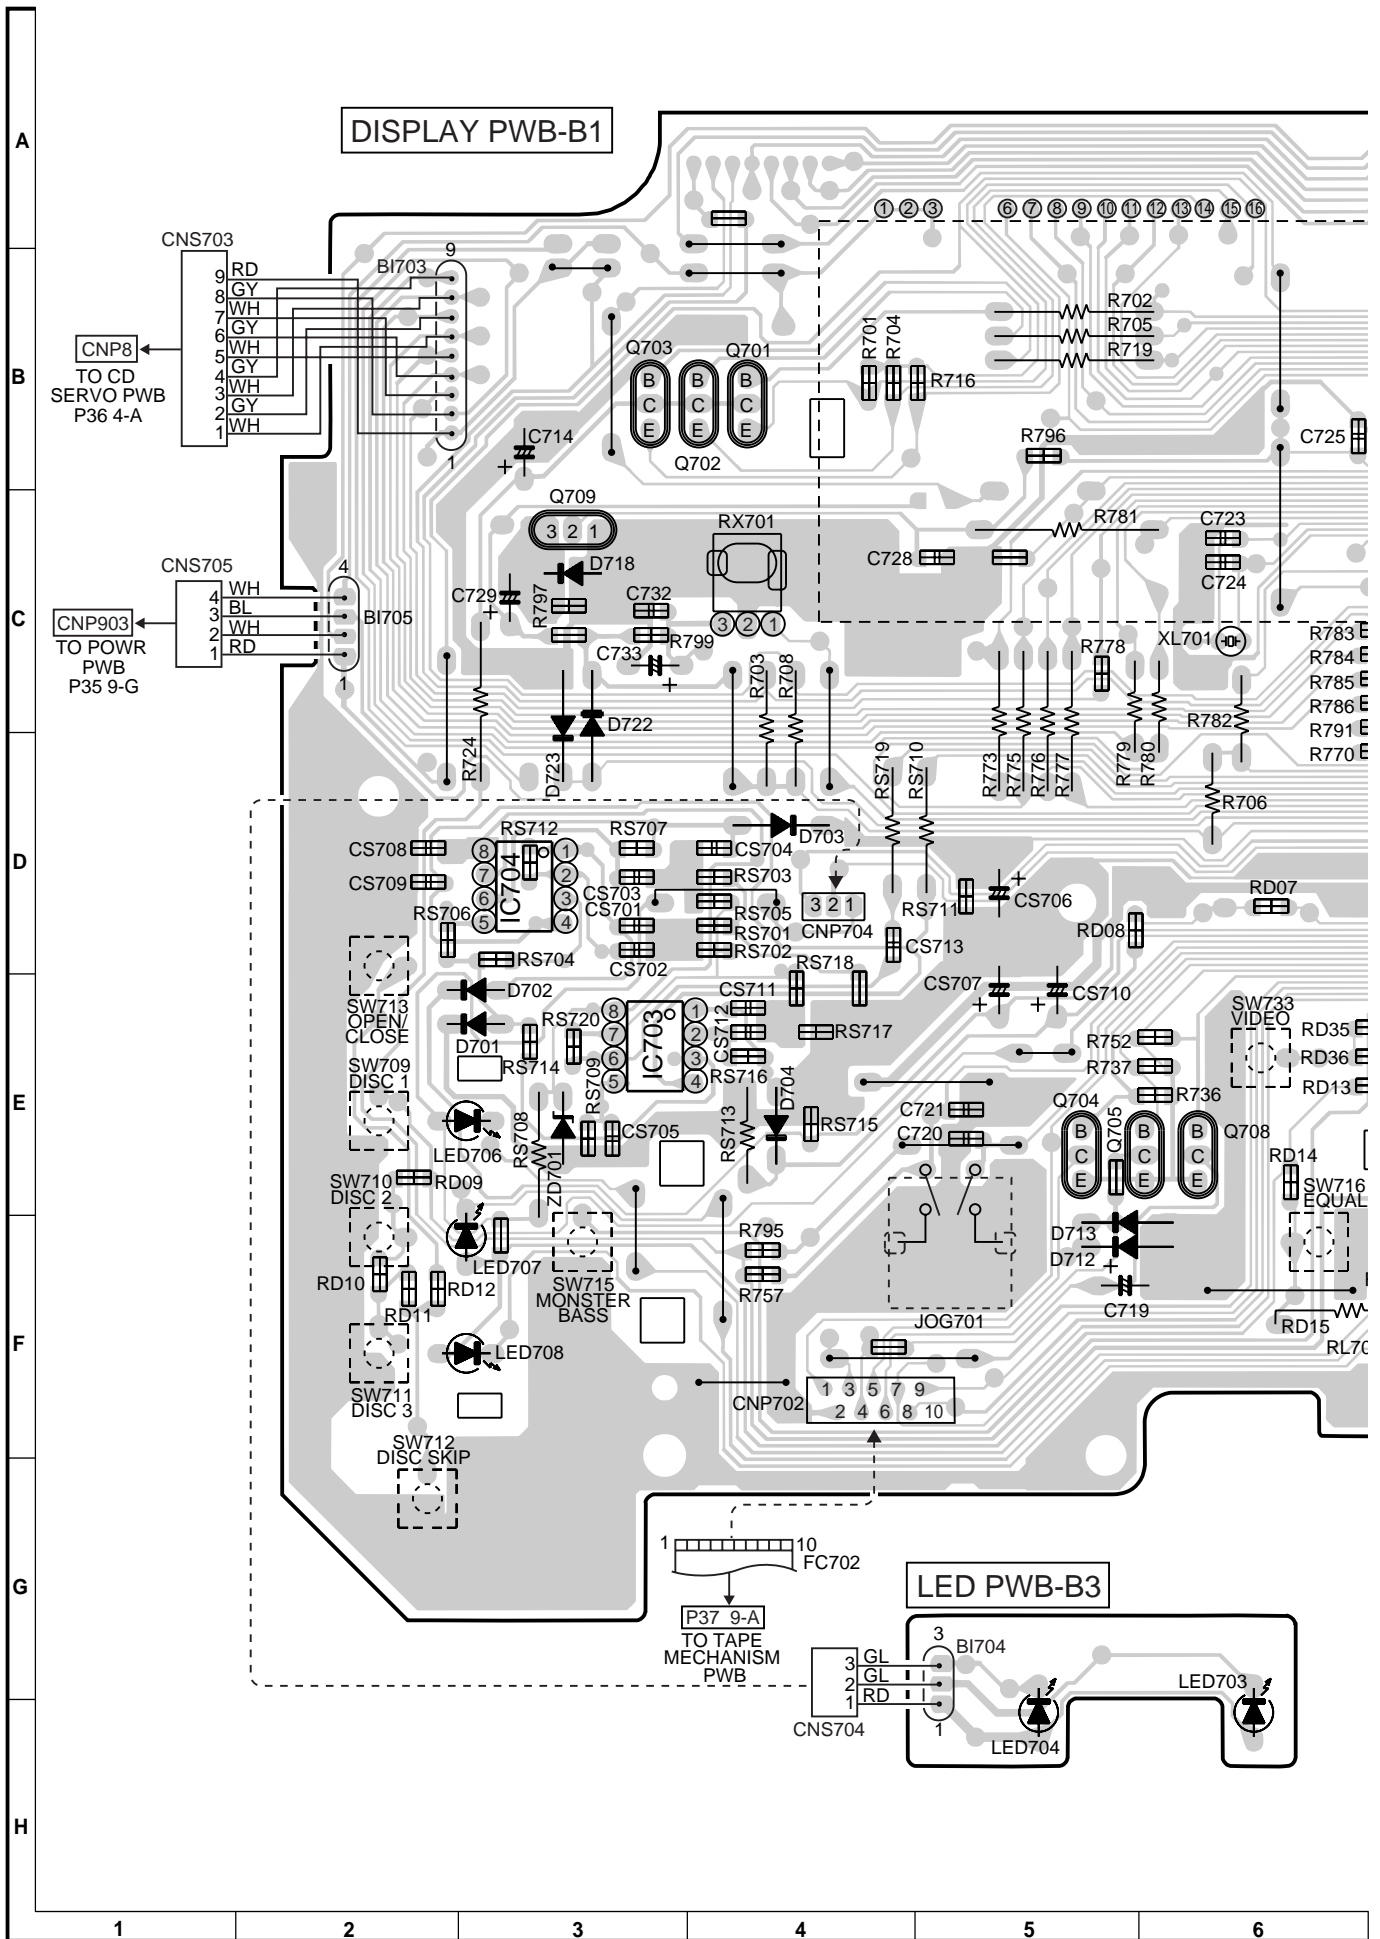 A
DISPLAY PWB-B1
1 2 3 6 7 8 9 10 11 12 13 14 15 16
CNS703
9 RD
8 GY
7 WH
6 GY
5 WH
4 GY
3 WH
2 GY
1 WH
BI703
9
1
CNP8
TO CD
SERVO PWB
P36 4-A
B
Q703
Q701
B C E
B C E
B C E
Q702
R701
R704
R716
R702
R705
R719
C714
+
R796
C725
Q709
3 2 1
RX701
3 2 1
R781
C723
C724
C728
D718
CNS705
4 WH
3 BL
2 WH
1 RD
4
BI705
1
CNP903
TO POWR
PWB
P35 9-G
C
C729
+
R797
C732
R799
C733
+
XL701
R778
R783
R784
R785
R786
R791
R770
R703
R708
R782
D722
R724
D723
RS719
RS710
R773
R775
R776
R777
R779
R780
R706
D
RS712
RS707
D703
CS708
8
7
6
5
IC704
1
2
3
4
CS704
CS709
RS703
CS703
CS701
3 2 1
CNP704
RS705
RS701
RS702
RS706
RS704
CS702
RS711
+
CS706
RD07
RD08
CS713
RS718
SW713
OPEN/
CLOSE
D702
D701
CS711
CS707
+
CS710
+
SW733
VIDEO
RS720
8
7
6
5
IC703
1
2
3
4
CS712
RS717
R752
R737
R736
RD35
RD36
RD13
SW709
DISC 1
RS714
RS709
RS716
D704
E
C721
C720
Q704
Q705
Q708
B C E
B C E
B C E
LED706
RS708
ZD701
CS705
RS713
RS715
RD14
SW716
EQUAL
SW710
DISC 2
RD09
LED707
R795
R757
D713
D712
+
C719
RD10
RD11
RD12
SW715
MONSTER
BASS
JOG701
RD15
RL70
F
LED708
SW711
DISC 3
CNP702
1 3 5 7 9
2 4 6 8 10
SW712
DISC SKIP
1
10
FC702
G
P37 9-A
TO TAPE
MECHANISM
PWB
LED PWB-B3
3
BI704
1
3 GL
2 GL
1 RD
CNS704
LED703
LED704
H
1 2 3 4 5 6